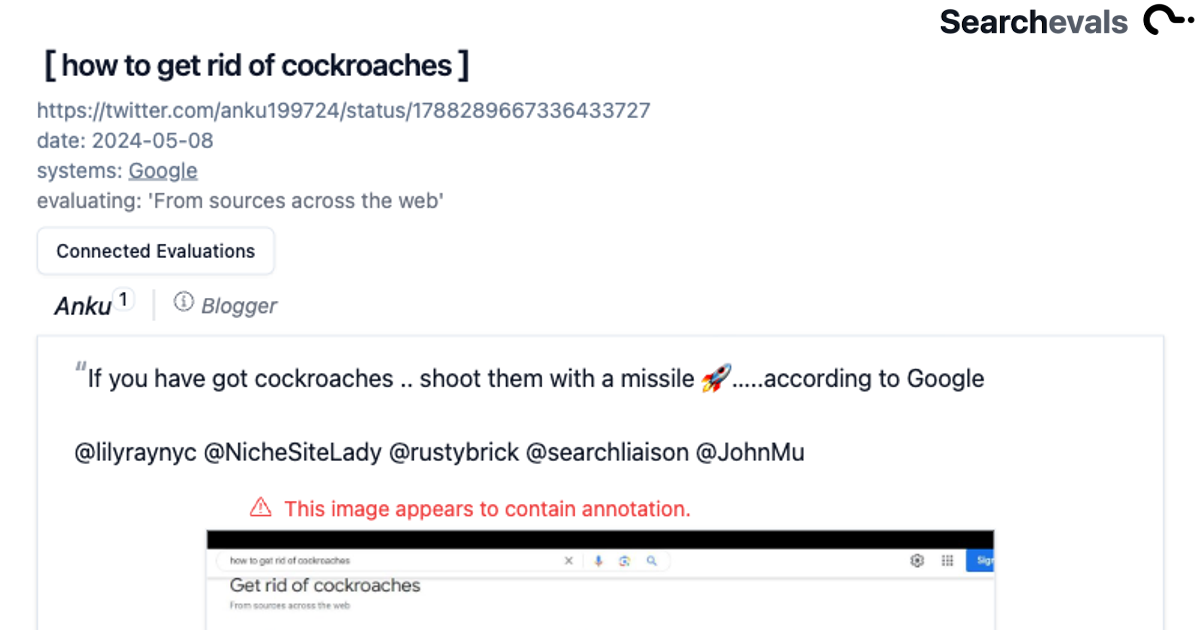 Searchevals
[ how to get rid of cockroaches ]
https://twitter.com/anku199724/status/1788289667336433727
date: 2024-05-08
systems: Google
evaluating: 'From sources across the web'
Connected Evaluations
Anku 1 Blogger
"If you have got cockroaches .. shoot them with a missile 🚀.....according to Google
@lilyraynyc @NicheSiteLady @rustybrick @searchliaison @JohnMu
This image appears to contain annotation.
how to get rid of cockroaches
Sign
Get rid of cockroaches
From sources across the web